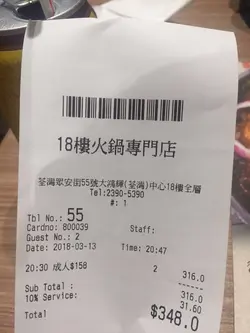 18樓火鍋專門店
荃灣眾安街55號大鴻輝(荃灣)中心18樓全層
Tel:2390-5390
#: 1
Tbl No.: 55
Cardno: 800039 Staff:
Guest No.: 2
Date: 2018-03-13 Time: 20:47
20:30 成人$158 2 316.0
Sub Total : 316.0
10% Service: 31.60
Total $348.0